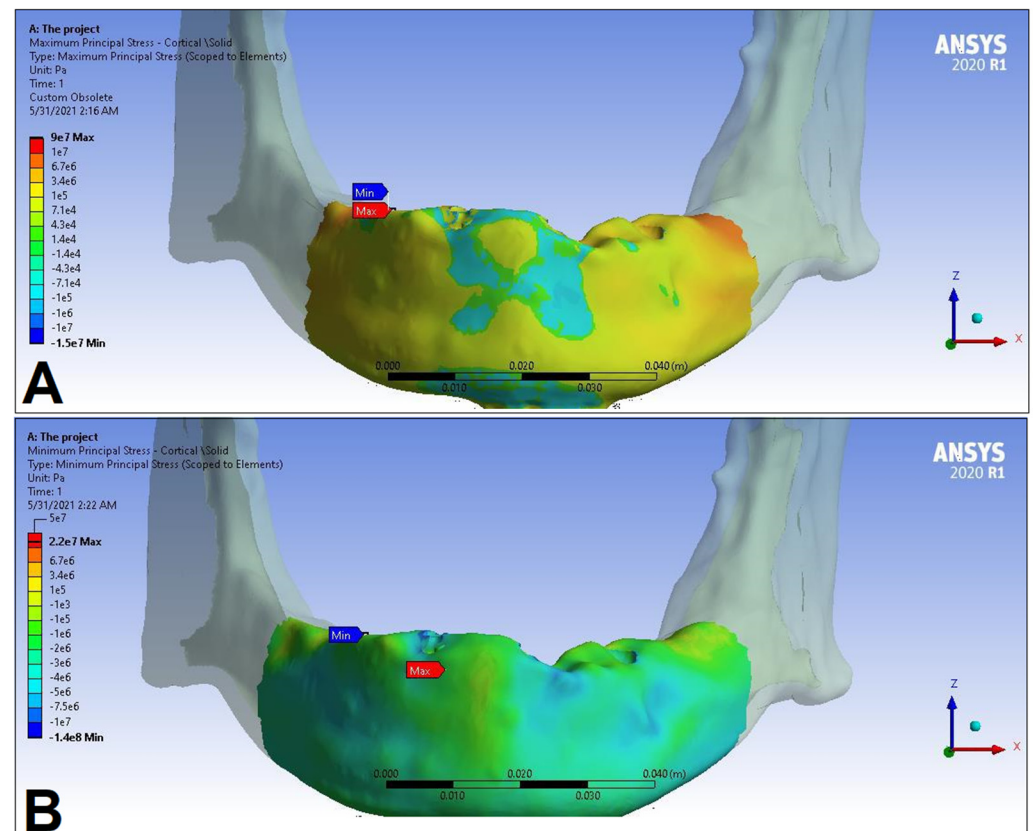 A: The project
Maximum Principal Stress - Cortical \Solid
Type: Maximum Principal Stress (Scoped to Elements)
Unit: Pa
Time: 1
Custom Obsolete
5/31/2021 2:16 AM
ANSYS
2020 R1
9e7 Max
1e7
6.7e6
3.4e6
1e5
7.1e4
4.3e4
1.4e4
-1.4e4
-4.3e4
-7.1e4
-1e5
-1e6
-1e7
-1.5e7 Min
Min
Max
Z
X
0.000 0.020 0.040 (m)
0.010 0.030
A
A: The project
Minimum Principal Stress - Cortical \Solid
Type: Minimum Principal Stress (Scoped to Elements)
Unit: Pa
Time: 1
5/31/2021 2:22 AM
ANSYS
2020 R1
5e7
2.2e7 Max
6.7e6
3.4e6
1e5
-1e3
-1e5
-1e6
-2e6
-3e6
-4e6
-5e6
-7.5e6
-1e7
-1.4e8 Min
Min
Max
Z
X
0.000 0.020 0.040 (m)
0.010 0.030
B